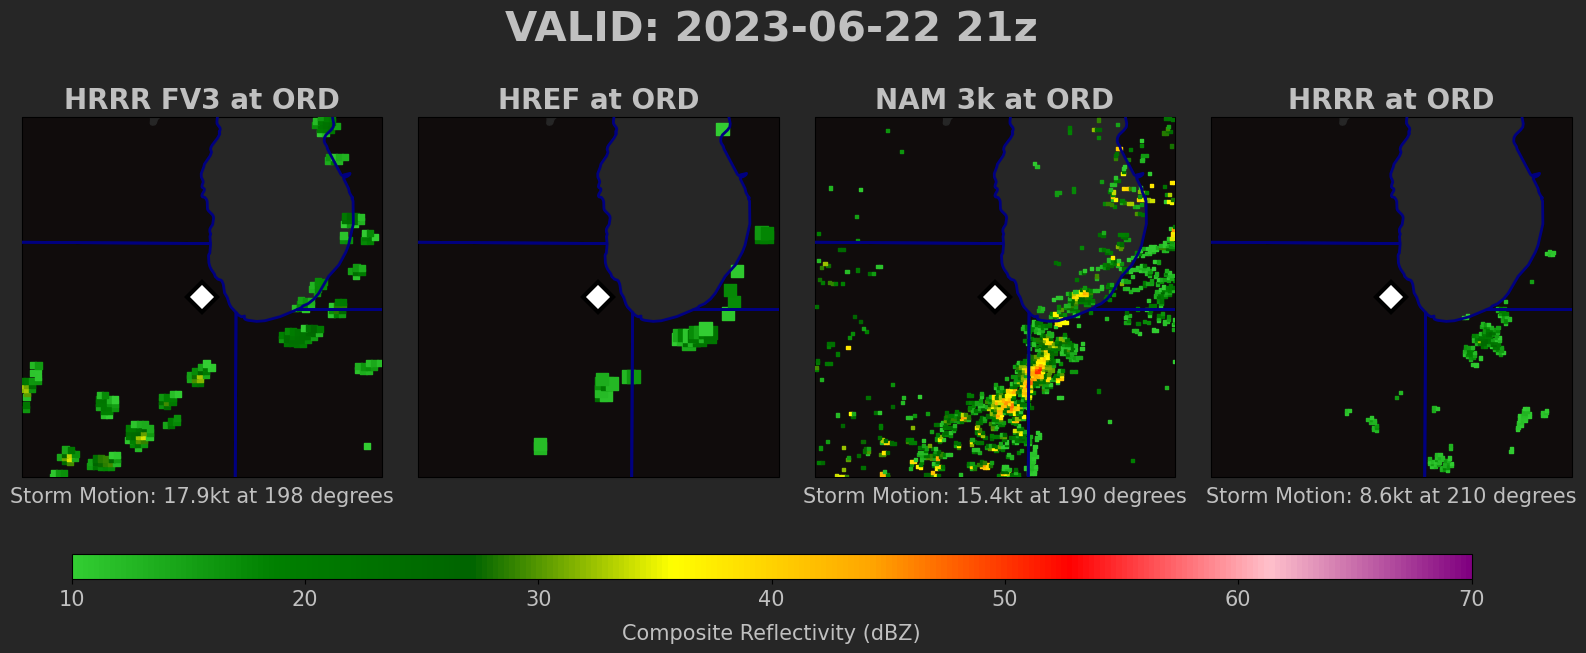 VALID: 2023-06-22 21z
HRRR FV3 at ORD
HREF at ORD
NAM 3k at ORD
HRRR at ORD
Storm Motion: 17.9kt at 198 degrees
Storm Motion: 15.4kt at 190 degrees
Storm Motion: 8.6kt at 210 degrees
10 20 30 40 50 60 70
Composite Reflectivity (dBZ)